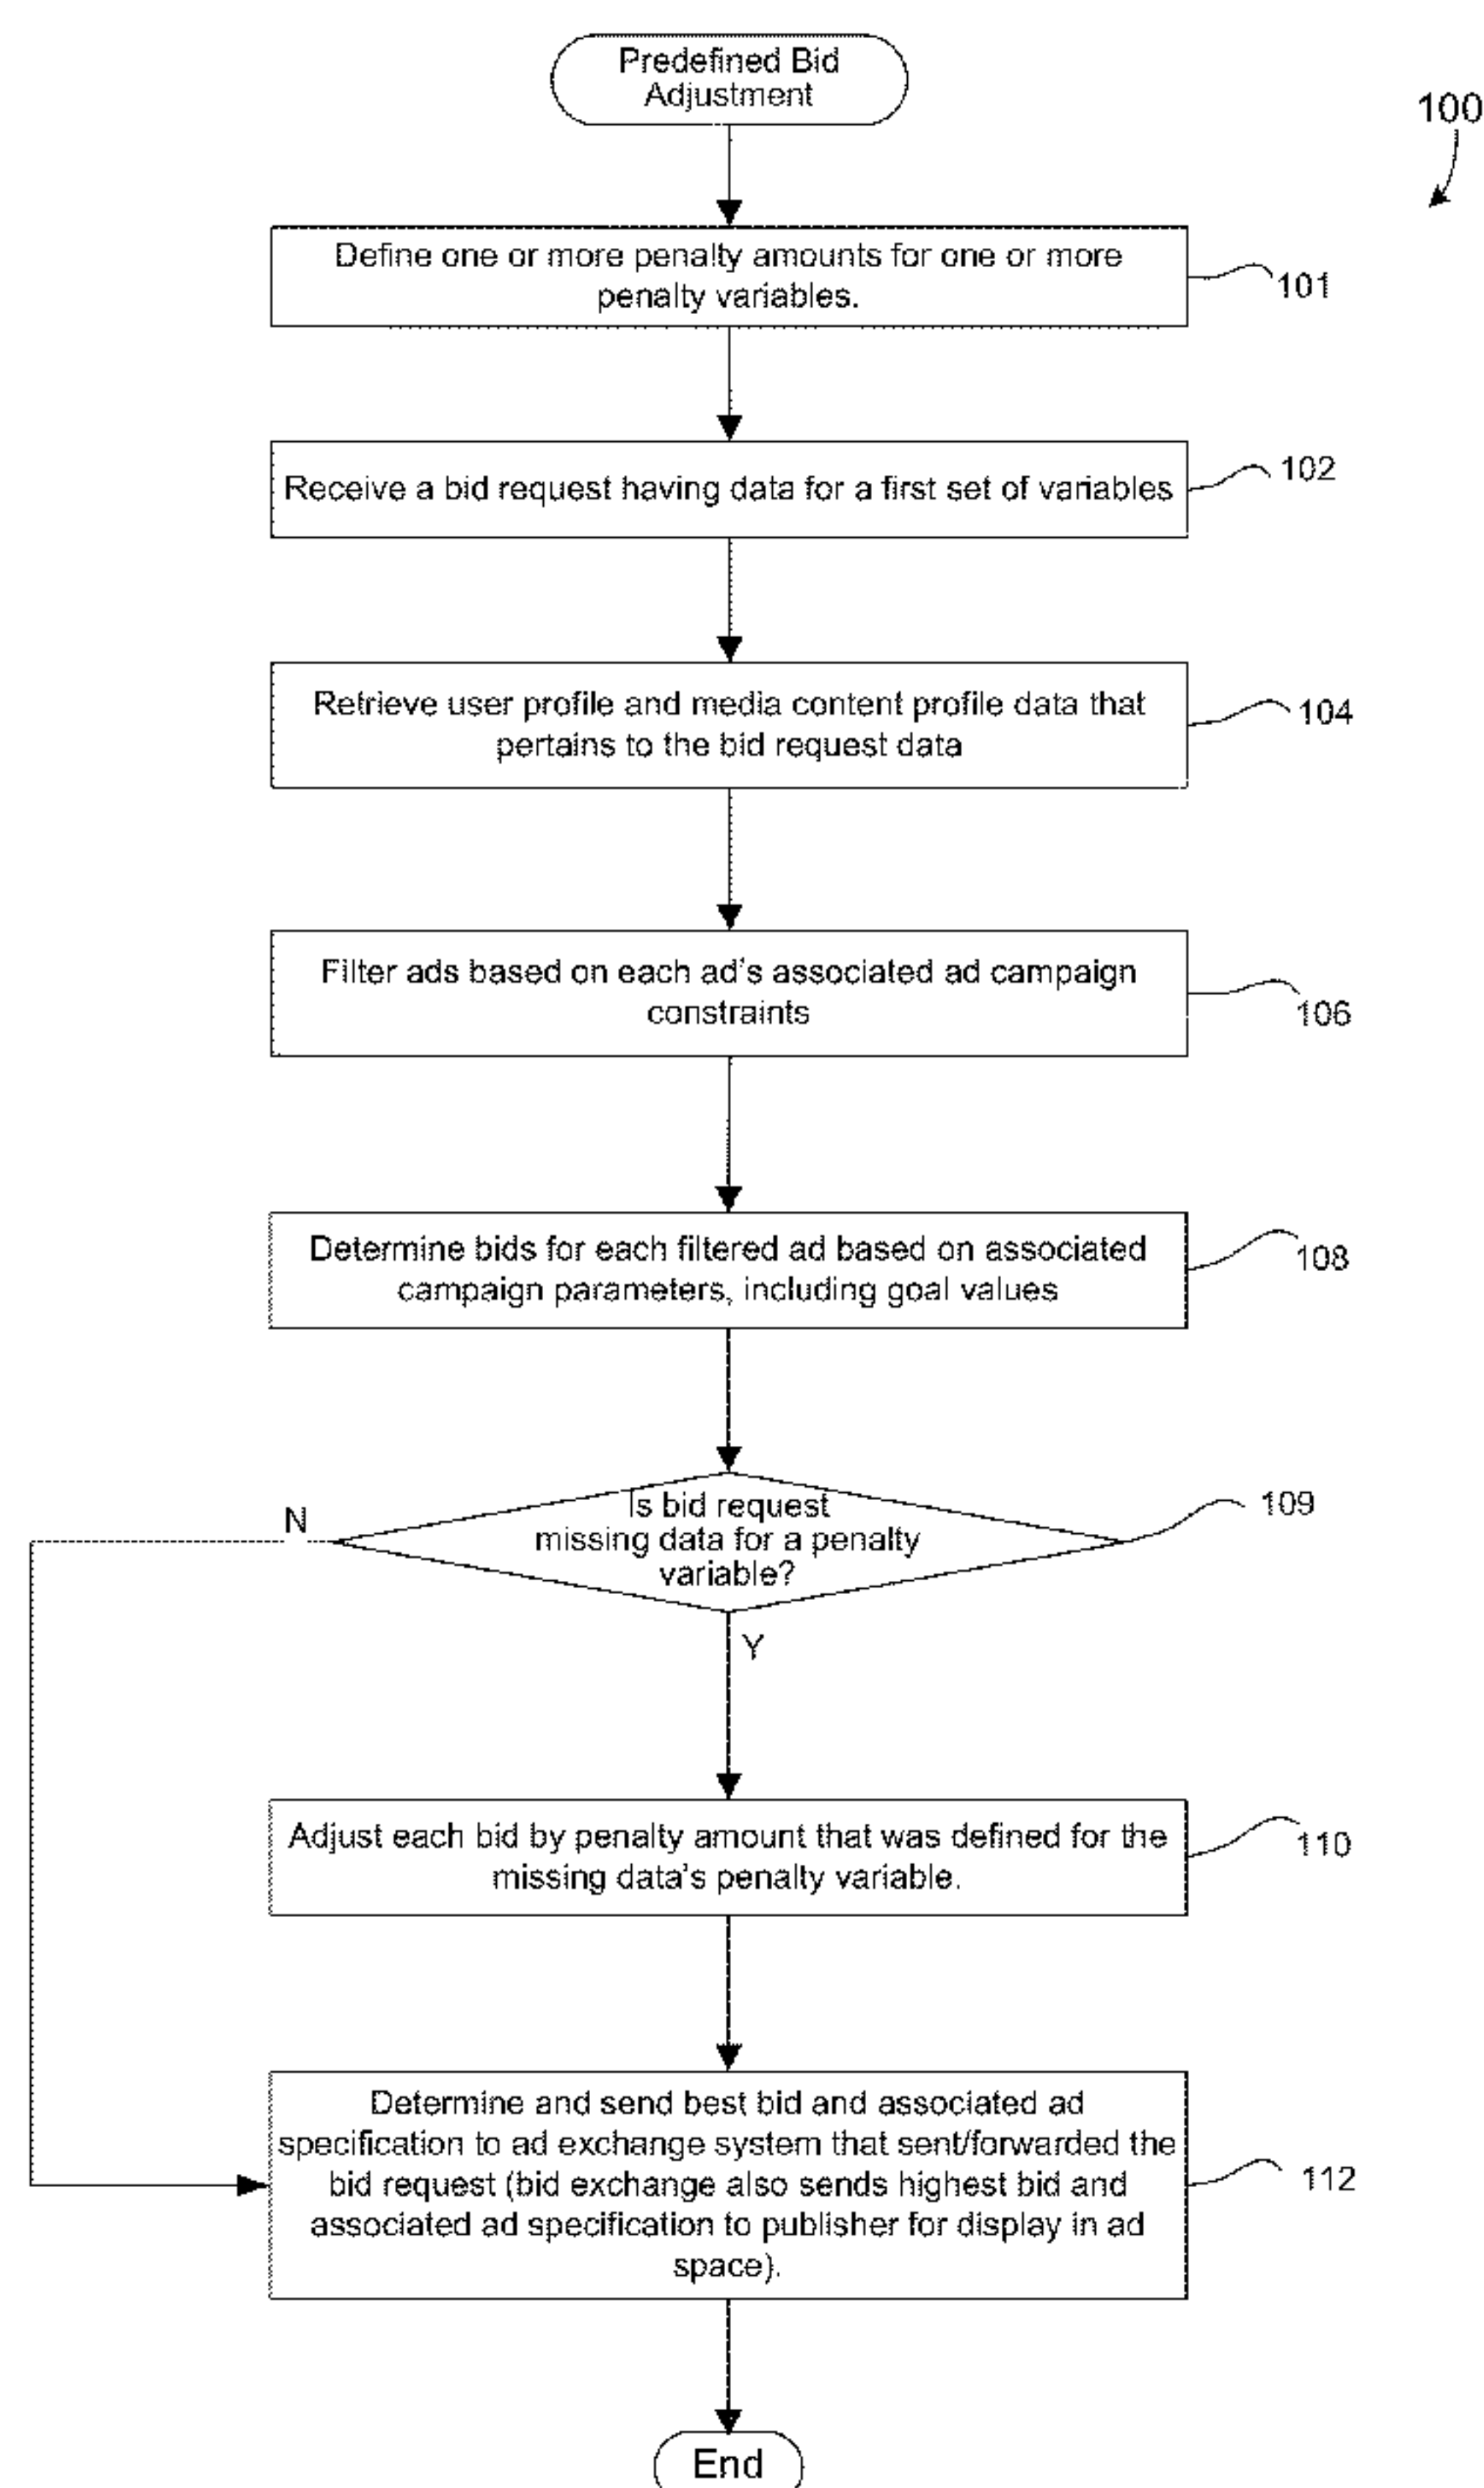 Predefined Bid
Adjustment
100
Define one or more penalty amounts for one or more
penalty variables.
101
Receive a bid request having data for a first set of variables
102
Retrieve user profile and media content profile data that
pertains to the bid request data
104
Filter ads based on each ad's associated ad campaign
constraints
106
Determine bids for each filtered ad based on associated
campaign parameters, including goal values
108
Is bid request
missing data for a penalty
variable?
109
N
Y
Adjust each bid by penalty amount that was defined for the
missing data's penalty variable.
110
Determine and send best bid and associated ad
specification to ad exchange system that sent/forwarded the
bid request (bid exchange also sends highest bid and
associated ad specification to publisher for display in ad
space).
112
End